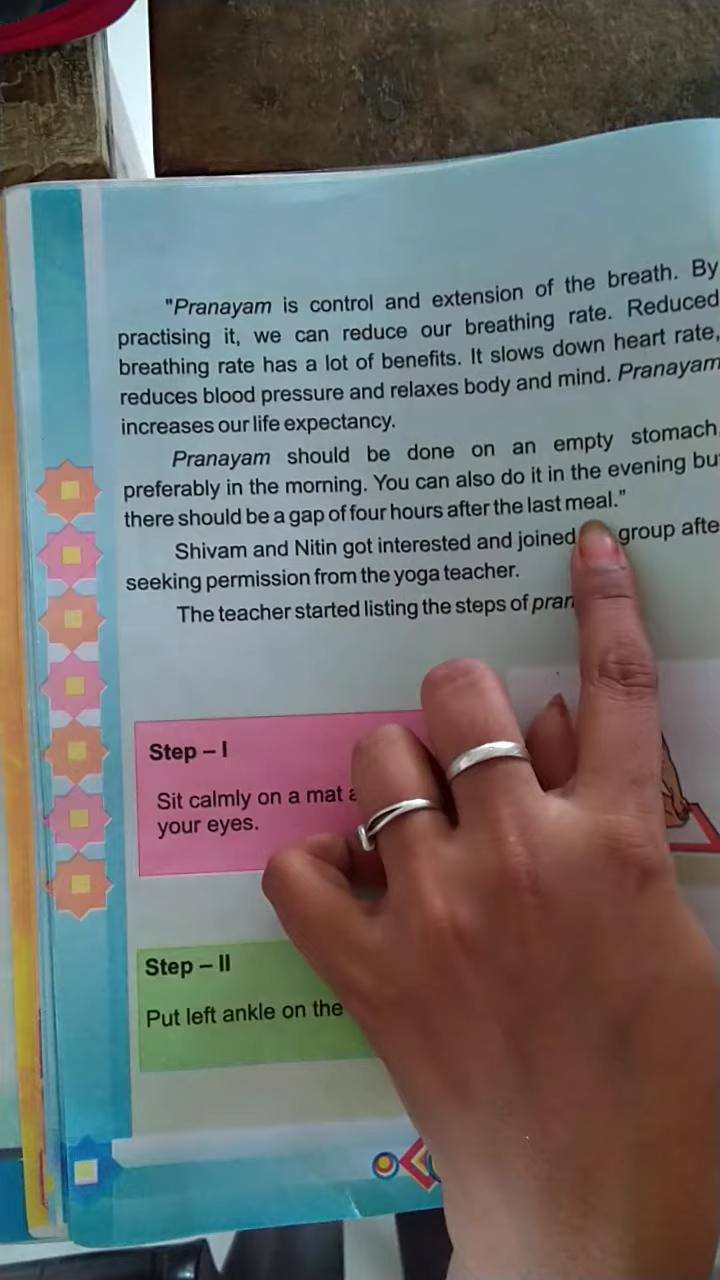 "Pranayam is control and extension of the breath. By
practising it, we can reduce our breathing rate. Reduced
breathing rate has a lot of benefits. It slows down heart rate,
reduces blood pressure and relaxes body and mind. Pranayam
increases our life expectancy.
Pranayam should be done on an empty stomach,
preferably in the morning. You can also do it in the evening
there should be a gap of four hours after the last meal."
Shivam and Nitin got interested and joined group
seeking permission from the yoga teacher.
The teacher started listing the steps of
Step – I
Sit calmly on a mat
your eyes.
Step – II
Put left ankle on the